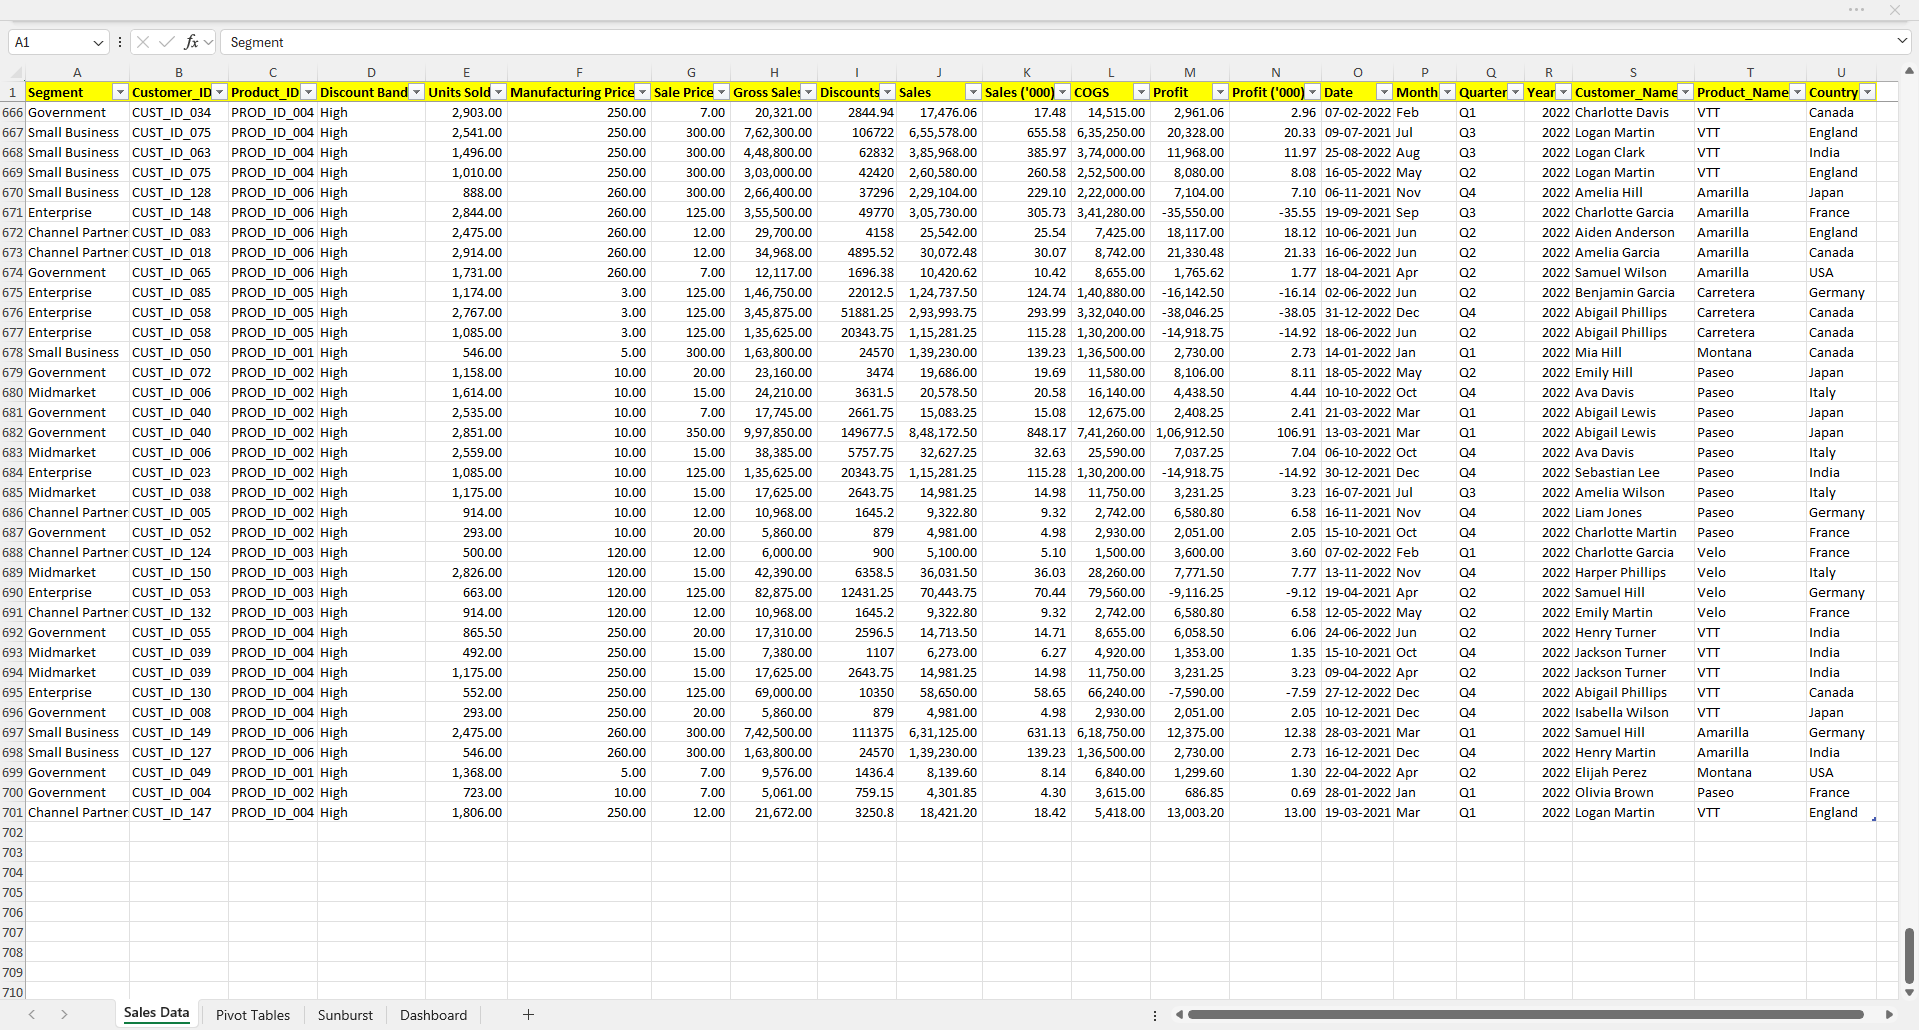 A1 fx Segment
A B C D E F G H I J K L M N O P Q R S T U
1 Segment Customer_ID Product_ID Discount Band Units Sold Manufacturing Price Sale Price Gross Sales Discounts Sales Sales ('000) COGS Profit Profit ('000) Date Month Quarter Year Customer_Name Product_Name Country
666 Government CUST_ID_034 PROD_ID_004 High 2,903.00 250.00 7.00 20,321.00 2844.94 17,476.06 17.48 14,515.00 2,961.06 2.96 07-02-2022 Feb Q1 2022 Charlotte Davis VTT Canada
667 Small Business CUST_ID_075 PROD_ID_004 High 2,541.00 250.00 300.00 7,62,300.00 106722 6,55,578.00 655.58 6,35,250.00 20,328.00 20.33 09-07-2021 Jul Q3 2022 Logan Martin VTT England
668 Small Business CUST_ID_063 PROD_ID_004 High 1,496.00 250.00 300.00 4,48,800.00 62832 3,85,968.00 385.97 3,74,000.00 11,968.00 11.97 25-08-2022 Aug Q3 2022 Logan Clark VTT India
669 Small Business CUST_ID_075 PROD_ID_004 High 1,010.00 250.00 300.00 3,03,000.00 42420 2,60,580.00 260.58 2,52,500.00 8,080.00 8.08 16-05-2022 May Q2 2022 Logan Martin VTT England
670 Small Business CUST_ID_128 PROD_ID_006 High 888.00 260.00 300.00 2,66,400.00 37296 2,29,104.00 229.10 2,22,000.00 7,104.00 7.10 06-11-2021 Nov Q4 2022 Amelia Hill Amarilla Japan
671 Enterprise CUST_ID_148 PROD_ID_006 High 2,844.00 260.00 125.00 3,55,500.00 49770 3,05,730.00 305.73 3,41,280.00 -35,550.00 -35.55 19-09-2021 Sep Q3 2022 Charlotte Garcia Amarilla France
672 Channel Partner CUST_ID_083 PROD_ID_006 High 2,475.00 260.00 12.00 29,700.00 4158 25,542.00 25.54 7,425.00 18,117.00 18.12 10-06-2021 Jun Q2 2022 Aiden Anderson Amarilla England
673 Channel Partner CUST_ID_018 PROD_ID_006 High 2,914.00 260.00 12.00 34,968.00 4895.52 30,072.48 30.07 8,742.00 21,330.48 21.33 16-06-2022 Jun Q2 2022 Amelia Garcia Amarilla Canada
674 Government CUST_ID_065 PROD_ID_006 High 1,731.00 260.00 7.00 12,117.00 1696.38 10,420.62 10.42 8,655.00 1,765.62 1.77 18-04-2021 Apr Q2 2022 Samuel Wilson Amarilla USA
675 Enterprise CUST_ID_085 PROD_ID_005 High 1,174.00 3.00 125.00 1,46,750.00 22012.5 1,24,737.50 124.74 1,40,880.00 -16,142.50 -16.14 02-06-2022 Jun Q2 2022 Benjamin Garcia Carretera Germany
676 Enterprise CUST_ID_058 PROD_ID_005 High 2,767.00 3.00 125.00 3,45,875.00 51881.25 2,93,993.75 293.99 3,32,040.00 -38,046.25 -38.05 31-12-2022 Dec Q4 2022 Abigail Phillips Carretera Canada
677 Enterprise CUST_ID_058 PROD_ID_005 High 1,085.00 3.00 125.00 1,35,625.00 20343.75 1,15,281.25 115.28 1,30,200.00 -14,918.75 -14.92 18-06-2022 Jun Q2 2022 Abigail Phillips Carretera Canada
678 Small Business CUST_ID_050 PROD_ID_001 High 546.00 5.00 300.00 1,63,800.00 24570 1,39,230.00 139.23 1,36,500.00 2,730.00 2.73 14-01-2022 Jan Q1 2022 Mia Hill Montana Canada
679 Government CUST_ID_072 PROD_ID_002 High 1,158.00 10.00 20.00 23,160.00 3474 19,686.00 19.69 11,580.00 8,106.00 8.11 18-05-2022 May Q2 2022 Emily Hill Paseo Japan
680 Midmarket CUST_ID_006 PROD_ID_002 High 1,614.00 10.00 15.00 24,210.00 3631.5 20,578.50 20.58 16,140.00 4,438.50 4.44 10-10-2022 Oct Q4 2022 Ava Davis Paseo Italy
681 Government CUST_ID_040 PROD_ID_002 High 2,535.00 10.00 7.00 17,745.00 2661.75 15,083.25 15.08 12,675.00 2,408.25 2.41 21-03-2022 Mar Q1 2022 Abigail Lewis Paseo Japan
682 Government CUST_ID_040 PROD_ID_002 High 2,851.00 10.00 350.00 9,97,850.00 149677.5 8,48,172.50 848.17 7,41,260.00 1,06,912.50 106.91 13-03-2021 Mar Q1 2022 Abigail Lewis Paseo Japan
683 Midmarket CUST_ID_006 PROD_ID_002 High 2,559.00 10.00 15.00 38,385.00 5757.75 32,627.25 32.63 25,590.00 7,037.25 7.04 06-10-2022 Oct Q4 2022 Ava Davis Paseo Italy
684 Enterprise CUST_ID_023 PROD_ID_002 High 1,085.00 10.00 125.00 1,35,625.00 20343.75 1,15,281.25 115.28 1,30,200.00 -14,918.75 -14.92 30-12-2021 Dec Q4 2022 Sebastian Lee Paseo India
685 Midmarket CUST_ID_038 PROD_ID_002 High 1,175.00 10.00 15.00 17,625.00 2643.75 14,981.25 14.98 11,750.00 3,231.25 3.23 16-07-2021 Jul Q3 2022 Amelia Wilson Paseo Italy
686 Channel Partner CUST_ID_005 PROD_ID_002 High 914.00 10.00 12.00 10,968.00 1645.2 9,322.80 9.32 2,742.00 6,580.80 6.58 16-11-2021 Nov Q4 2022 Liam Jones Paseo Germany
687 Government CUST_ID_052 PROD_ID_002 High 293.00 10.00 20.00 5,860.00 879 4,981.00 4.98 2,930.00 2,051.00 2.05 15-10-2021 Oct Q4 2022 Charlotte Martin Paseo France
688 Channel Partner CUST_ID_124 PROD_ID_003 High 500.00 120.00 12.00 6,000.00 900 5,100.00 5.10 1,500.00 3,600.00 3.60 07-02-2022 Feb Q1 2022 Charlotte Garcia Velo France
689 Midmarket CUST_ID_150 PROD_ID_003 High 2,826.00 120.00 15.00 42,390.00 6358.5 36,031.50 36.03 28,260.00 7,771.50 7.77 13-11-2022 Nov Q4 2022 Harper Phillips Velo Italy
690 Enterprise CUST_ID_053 PROD_ID_003 High 663.00 120.00 125.00 82,875.00 12431.25 70,443.75 70.44 79,560.00 -9,116.25 -9.12 19-04-2021 Apr Q2 2022 Samuel Hill Velo Germany
691 Channel Partner CUST_ID_132 PROD_ID_003 High 914.00 120.00 12.00 10,968.00 1645.2 9,322.80 9.32 2,742.00 6,580.80 6.58 12-05-2022 May Q2 2022 Emily Martin Velo France
692 Government CUST_ID_055 PROD_ID_004 High 865.50 250.00 20.00 17,310.00 2596.5 14,713.50 14.71 8,655.00 6,058.50 6.06 24-06-2022 Jun Q2 2022 Henry Turner VTT India
693 Midmarket CUST_ID_039 PROD_ID_004 High 492.00 250.00 15.00 7,380.00 1107 6,273.00 6.27 4,920.00 1,353.00 1.35 15-10-2021 Oct Q4 2022 Jackson Turner VTT India
694 Midmarket CUST_ID_039 PROD_ID_004 High 1,175.00 250.00 15.00 17,625.00 2643.75 14,981.25 14.98 11,750.00 3,231.25 3.23 09-04-2022 Apr Q2 2022 Jackson Turner VTT India
695 Enterprise CUST_ID_130 PROD_ID_004 High 552.00 250.00 125.00 69,000.00 10350 58,650.00 58.65 66,240.00 -7,590.00 -7.59 27-12-2022 Dec Q4 2022 Abigail Phillips VTT Canada
696 Government CUST_ID_008 PROD_ID_004 High 293.00 250.00 20.00 5,860.00 879 4,981.00 4.98 2,930.00 2,051.00 2.05 10-12-2021 Dec Q4 2022 Isabella Wilson VTT Japan
697 Small Business CUST_ID_149 PROD_ID_006 High 2,475.00 260.00 300.00 7,42,500.00 111375 6,31,125.00 631.13 6,18,750.00 12,375.00 12.38 28-03-2021 Mar Q1 2022 Samuel Hill Amarilla Germany
698 Small Business CUST_ID_127 PROD_ID_006 High 546.00 260.00 300.00 1,63,800.00 24570 1,39,230.00 139.23 1,36,500.00 2,730.00 2.73 16-12-2021 Dec Q4 2022 Henry Martin Amarilla India
699 Government CUST_ID_049 PROD_ID_001 High 1,368.00 5.00 7.00 9,576.00 1436.4 8,139.60 8.14 6,840.00 1,299.60 1.30 22-04-2022 Apr Q2 2022 Elijah Perez Montana USA
700 Government CUST_ID_004 PROD_ID_002 High 723.00 10.00 7.00 5,061.00 759.15 4,301.85 4.30 3,615.00 686.85 0.69 28-01-2022 Jan Q1 2022 Olivia Brown Paseo France
701 Channel Partner CUST_ID_147 PROD_ID_004 High 1,806.00 250.00 12.00 21,672.00 3250.8 18,421.20 18.42 5,418.00 13,003.20 13.00 19-03-2021 Mar Q1 2022 Logan Martin VTT England
702
703
704
705
706
707
708
709
710
Sales Data Pivot Tables Sunburst Dashboard